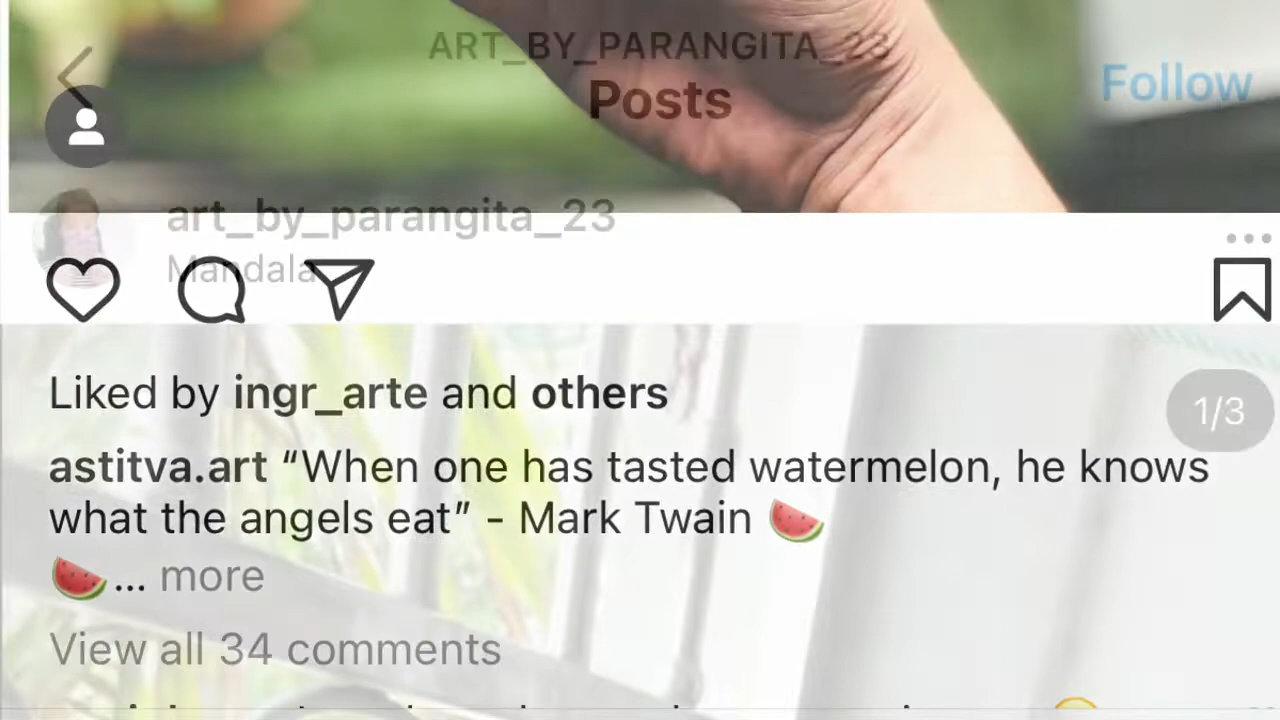 ART_BY_PARANGITA_23
Posts
Follow
art_by_parangita_23
Mandala
Liked by ingr_arte and others
1/3
astitva.art “When one has tasted watermelon, he knows
what the angels eat” - Mark Twain 🍉
🍉... more
View all 34 comments